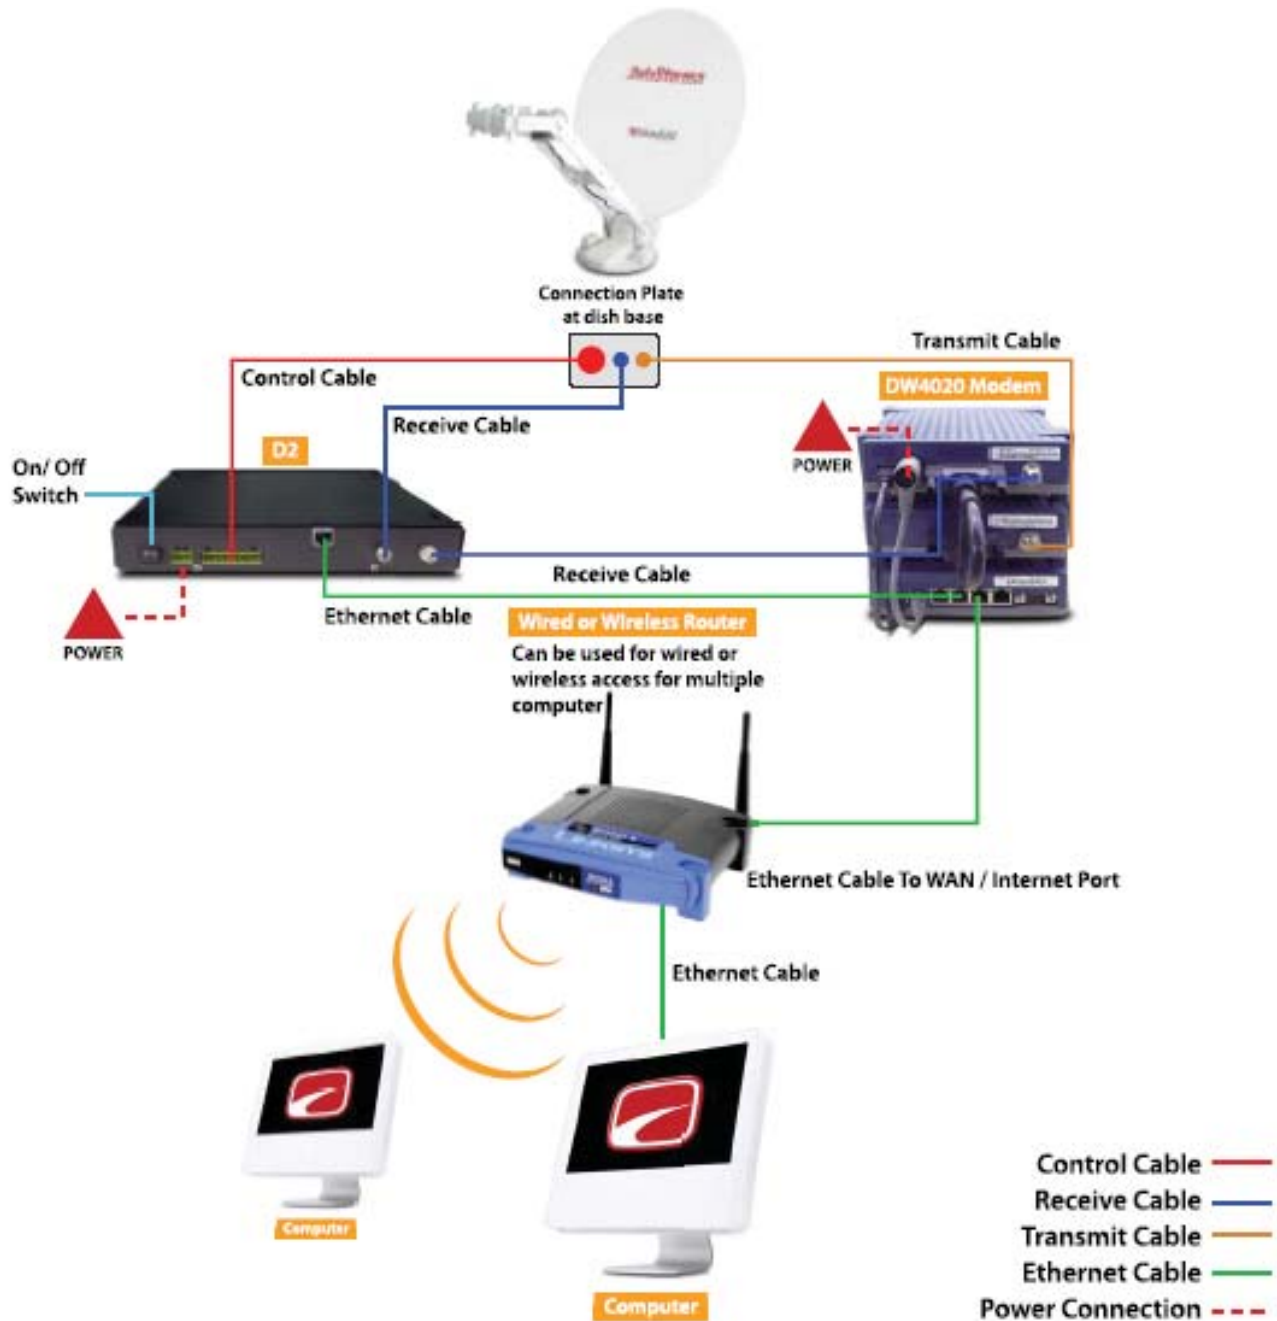 Connection Plate
at dish base
Transmit Cable
Control Cable
DW4020 Modem
Receive Cable
D2
POWER
On/ Off
Switch
Receive Cable
Ethernet Cable
POWER
Wired or Wireless Router
Can be used for wired or
wireless access for multiple
computer
Ethernet Cable To WAN / Internet Port
Ethernet Cable
Computer
Computer
Control Cable
Receive Cable
Transmit Cable
Ethernet Cable
Power Connection